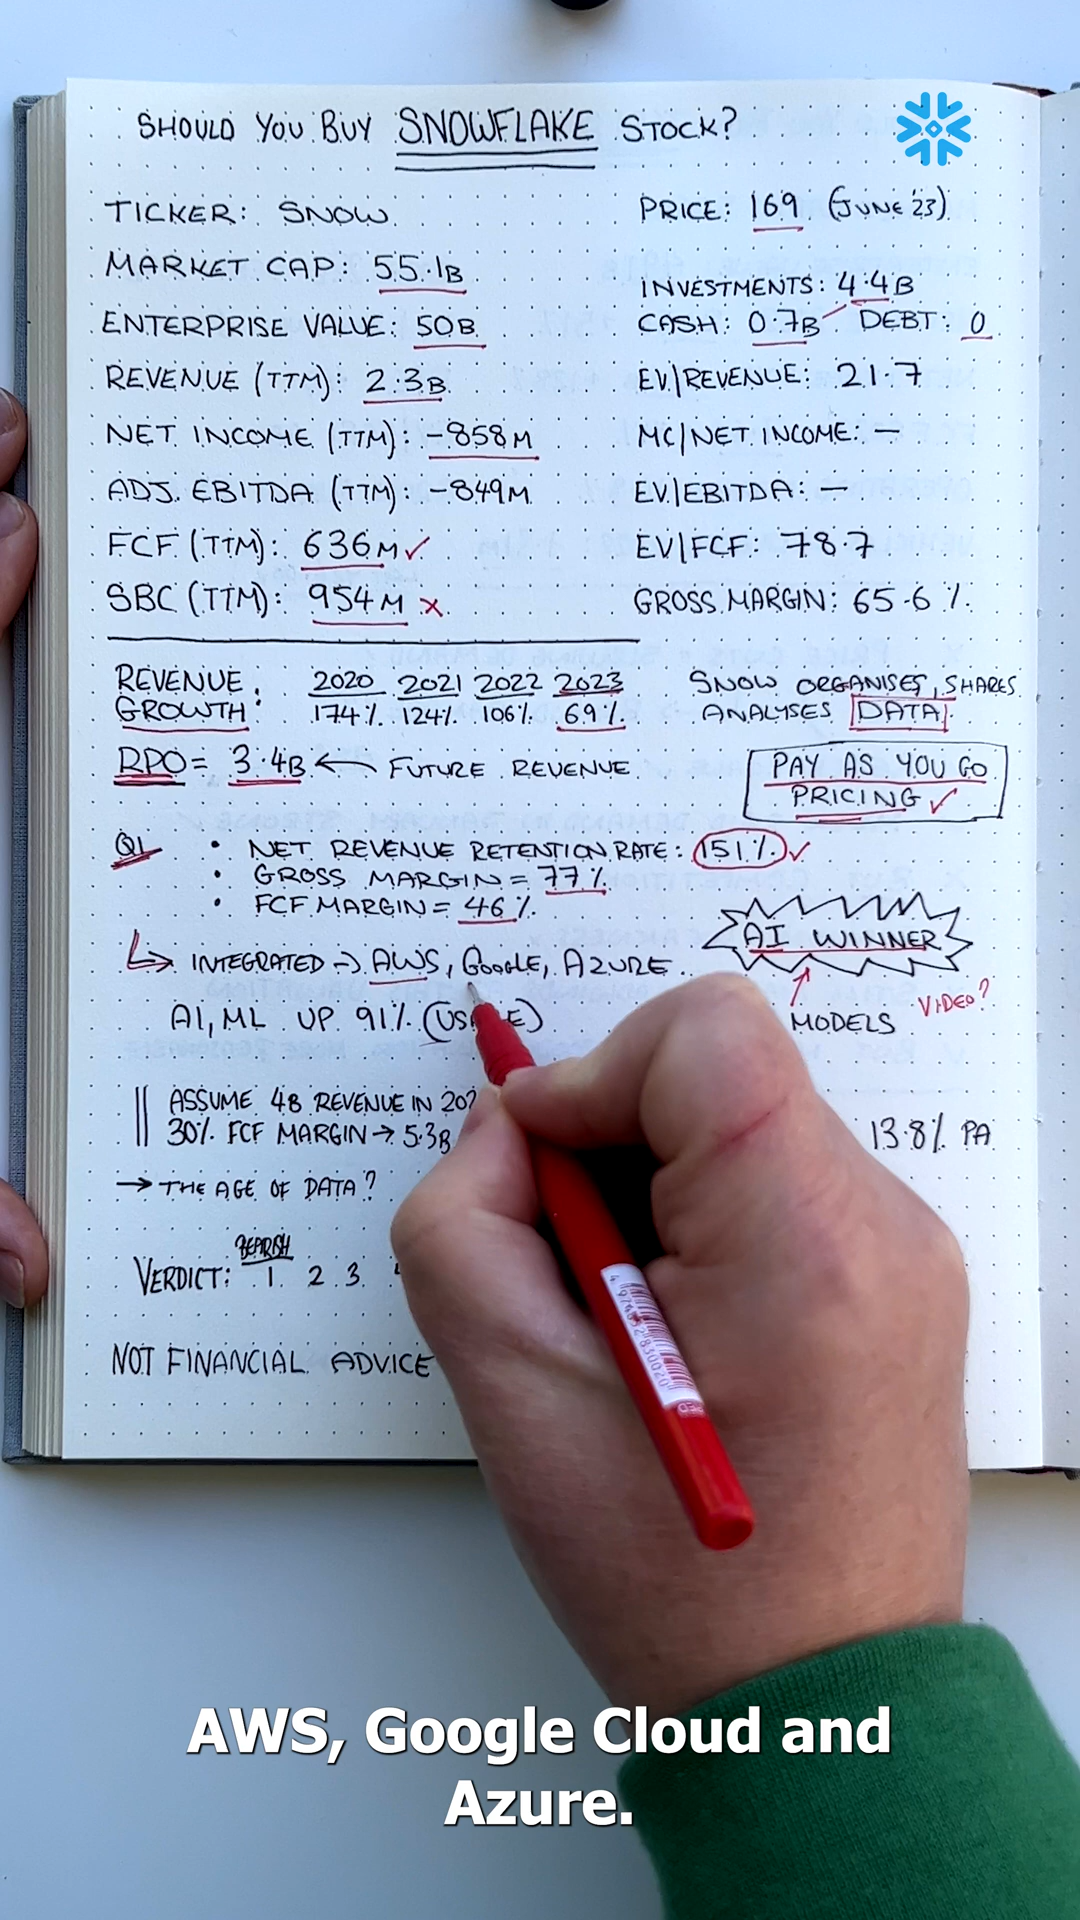 SHOULD YOU BUY SNOWFLAKE STOCK?
TICKER: SNOW
PRICE: 169 (JUNE '23)
MARKET CAP: 55.1B
INVESTMENTS: 4.4B
ENTERPRISE VALUE: 50B
CASH: 0.7B DEBT: 0
REVENUE (TTM): 2.3B
EV/REVENUE: 21.7
NET INCOME (TTM): -858M
MC/NET INCOME: -
ADJ. EBITDA (TTM): -849M
EV/EBITDA:
FCF (TTM): 636M ✓
EV/FCF: 78.7
SBC (TTM): 954M x
GROSS MARGIN: 65.6%
REVENUE GROWTH:
2020 2021 2022 2023
174% 124% 106% 69%
SNOW ORGANISES, SHARES
ANALYSES DATA
RPO = 3.4B ← FUTURE REVENUE
PAY AS YOU GO
PRICING ✓
Q1
• NET REVENUE RETENTION RATE: 151% ✓
• GROSS MARGIN = 77%
• FCF MARGIN = 46%
AI WINNER
INTEGRATED → AWS, GOOGLE, AZURE
VIDEO?
MODELS
AI, ML UP 91%
ASSUME 4B REVENUE IN
30% FCF MARGIN → 5.3B
13.8% PA
→ THE AGE OF DATA?
BEARISH
VERDICT: 1 2 3
NOT FINANCIAL ADVICE
AWS, Google Cloud and
Azure.